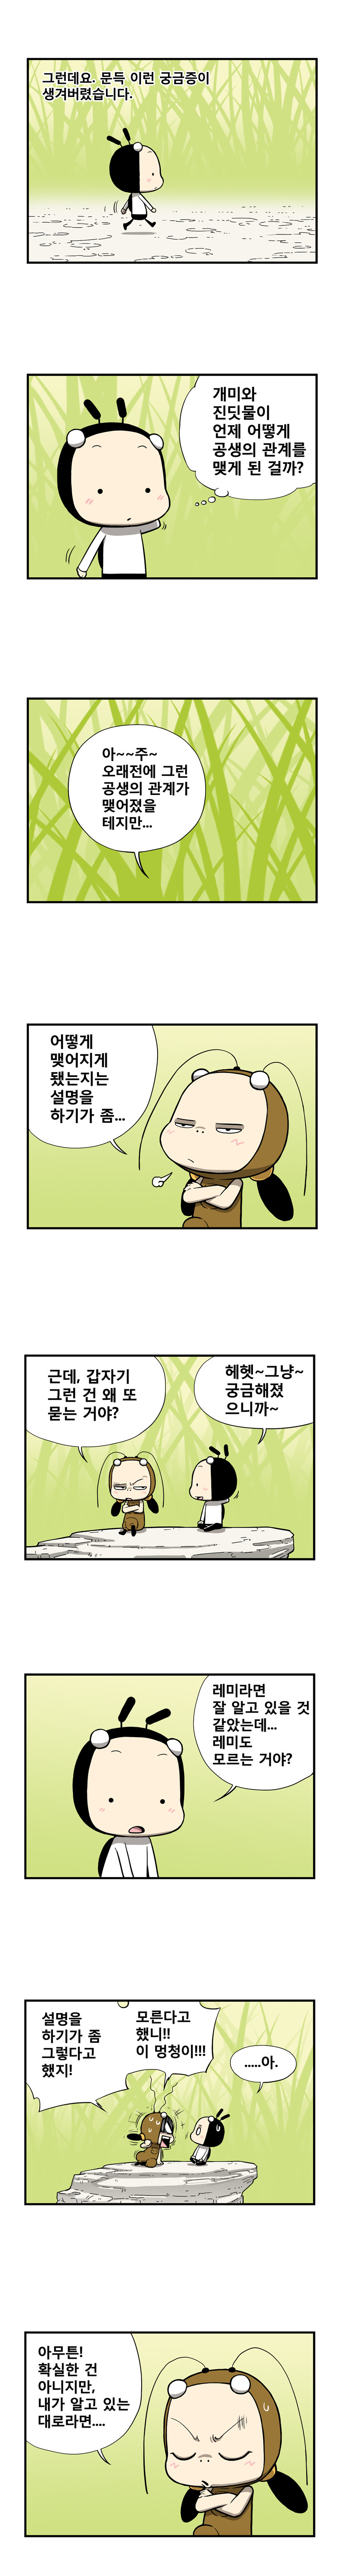 그런데요. 문득 이런 궁금증이
생겨버렸습니다.
개미와
진딧물이
언제 어떻게
공생의 관계를
맺게 된 걸까?
아~~주~
오래전에 그런
공생의 관계가
맺어졌을
테지만...
어떻게
맺어지게
됐는지는
설명을
하기가 좀...
근데, 갑자기
그런 건 왜 또
묻는 거야?
헤헷~그냥~
궁금해졌
으니까~
레미라면
잘 알고 있을 것
같았는데...
레미도
모르는 거야?
설명을
하기가 좀
그렇다고
했지!
모른다고
했니!!
이 멍청이!!!
.....아.
아무튼!
확실한 건
아니지만,
내가 알고 있는
대로라면....